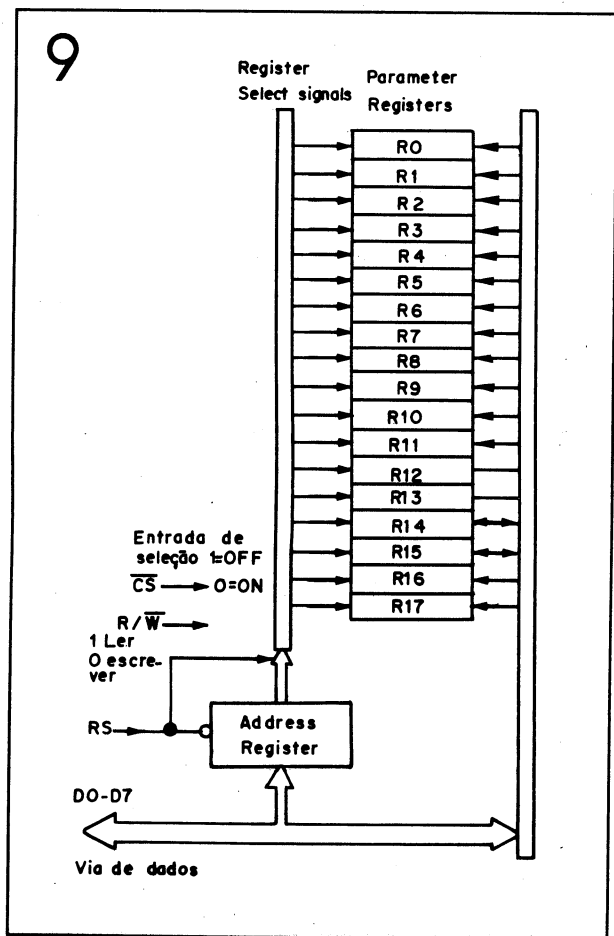 9
Register
Select signals
Parameter
Registers
R0
R1
R2
R3
R4
R5
R6
R7
R8
R9
R10
R11
R12
R13
R14
R15
R16
R17
Entrada de
seleção 1=OFF
C̅S̅ 0=ON
R/W̅
1 Ler
0 escre-
ver
RS
Address
Register
D0-D7
Via de dados